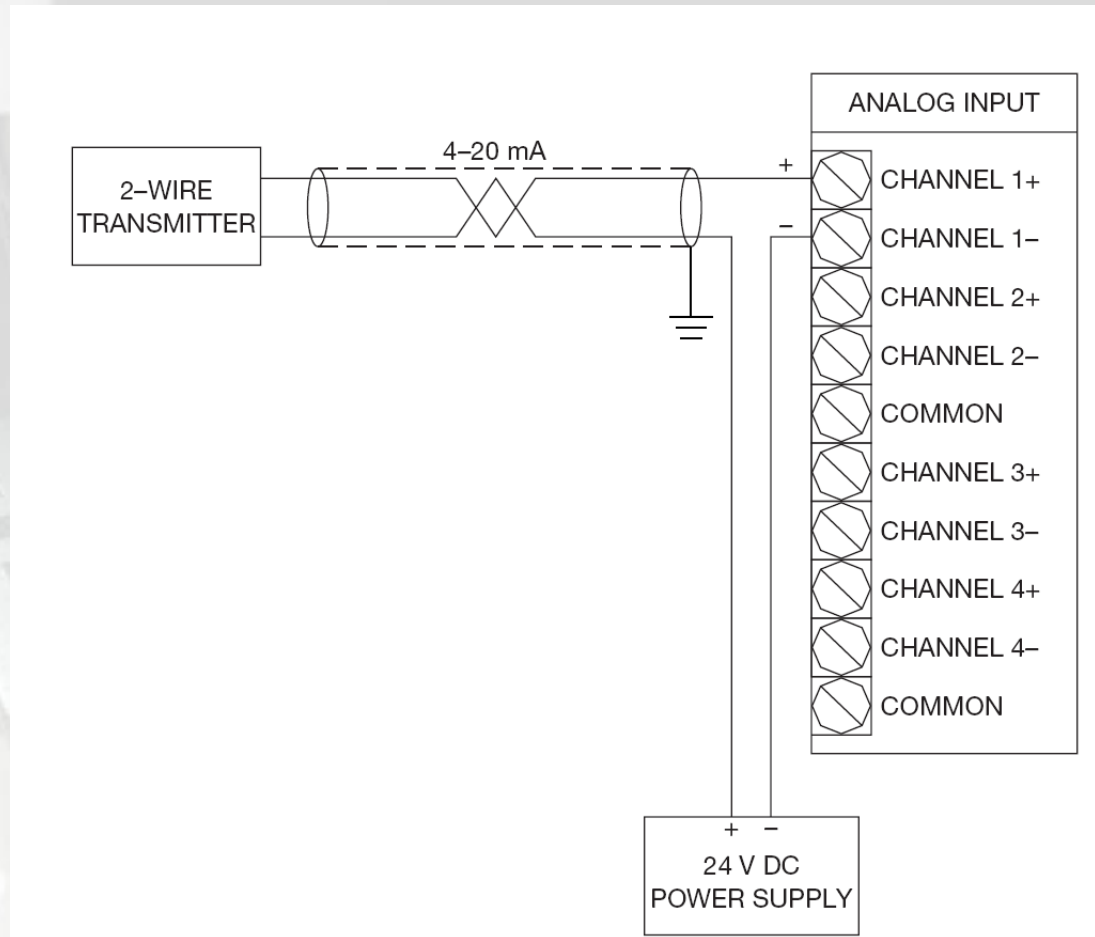 ANALOG INPUT
4–20 mA
2–WIRE
TRANSMITTER
+
CHANNEL 1+
–
CHANNEL 1–
CHANNEL 2+
CHANNEL 2–
COMMON
CHANNEL 3+
CHANNEL 3–
CHANNEL 4+
CHANNEL 4–
COMMON
+ –
24 V DC
POWER SUPPLY